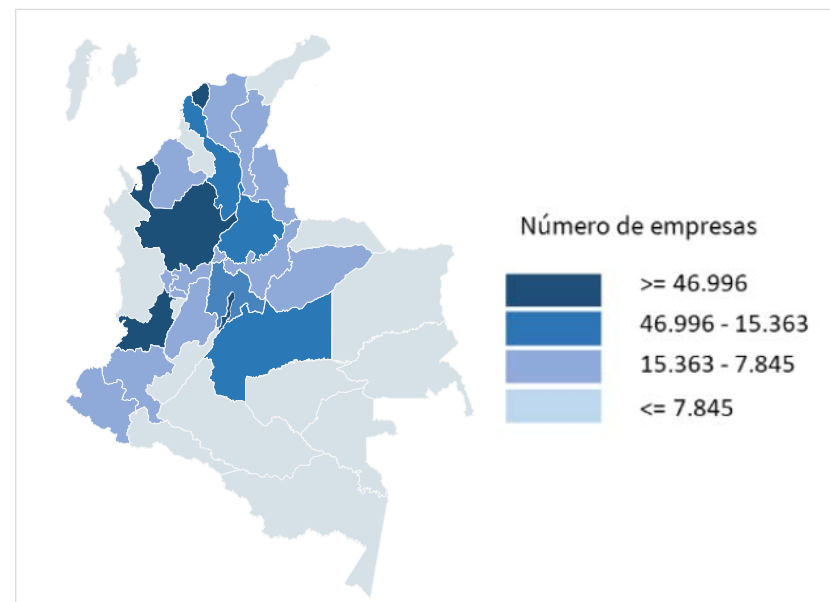 Número de empresas
>= 46.996
46.996 - 15.363
15.363 - 7.845
<= 7.845